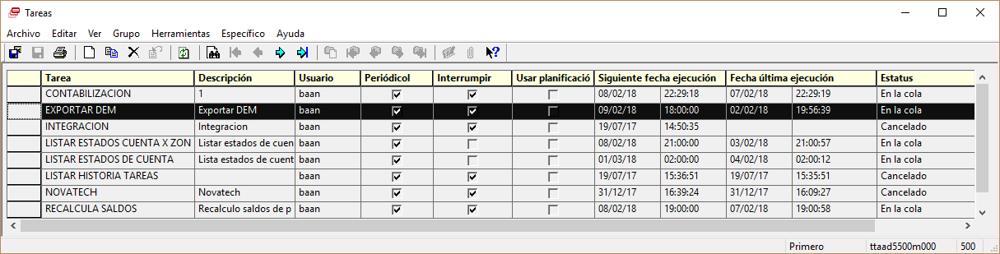 Tareas
Archivo Editar Ver Grupo Herramientas Específico Ayuda
Tarea Descripción Usuario Periódicol Interrumpir Usar planificació Siguiente fecha ejecución Fecha última ejecución Estatus
CONTABILIZACION 1 baan 08/02/18 22:29:18 07/02/18 22:29:19 En la cola
EXPORTAR DEM Exportar DEM baan 09/02/18 18:00:00 02/02/18 19:56:39 En la cola
INTEGRACION Integracion baan 19/07/17 14:50:35 Cancelado
LISTAR ESTADOS CUENTA X ZON Listar estados de cuen baan 08/02/18 21:00:00 03/02/18 21:00:57 En la cola
LISTAR ESTADOS DE CUENTA Lista estados de cuent baan 01/03/18 02:00:00 04/02/18 02:00:12 En la cola
LISTAR HISTORIA TAREAS baan 19/07/17 15:36:51 19/07/17 15:35:51 Cancelado
NOVATECH Novatech baan 31/12/17 16:39:24 31/12/17 16:09:27 Cancelado
RECALCULA SALDOS Recalculo saldos de p baan 08/02/18 19:00:00 07/02/18 19:00:58 En la cola
Primero ttaad5500m000 500